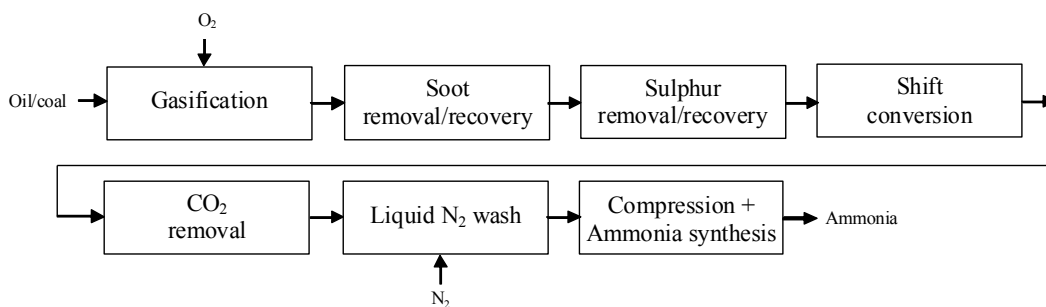 O₂
Oil/coal
Gasification
Soot
removal/recovery
Sulphur
removal/recovery
Shift
conversion
CO₂
removal
Liquid N₂ wash
Compression +
Ammonia synthesis
Ammonia
N₂